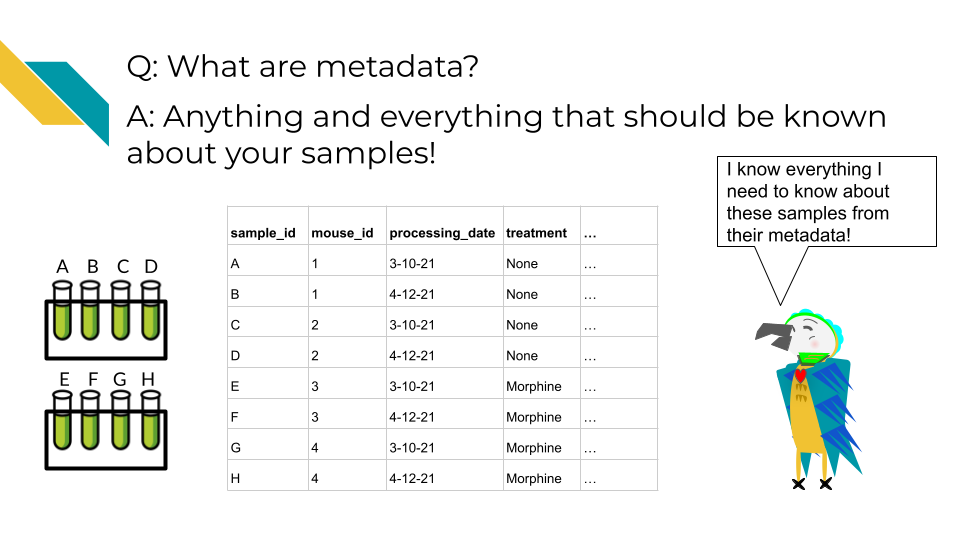 Q: What are metadata?
A: Anything and everything that should be known
about your samples!
I know everything I
need to know about
these samples from
their metadata!
A B C D
E F G H
sample_id mouse_id processing_date treatment …
A 1 3-10-21 None …
B 1 4-12-21 None …
C 2 3-10-21 None …
D 2 4-12-21 None …
E 3 3-10-21 Morphine …
F 3 4-12-21 Morphine …
G 4 3-10-21 Morphine …
H 4 4-12-21 Morphine …